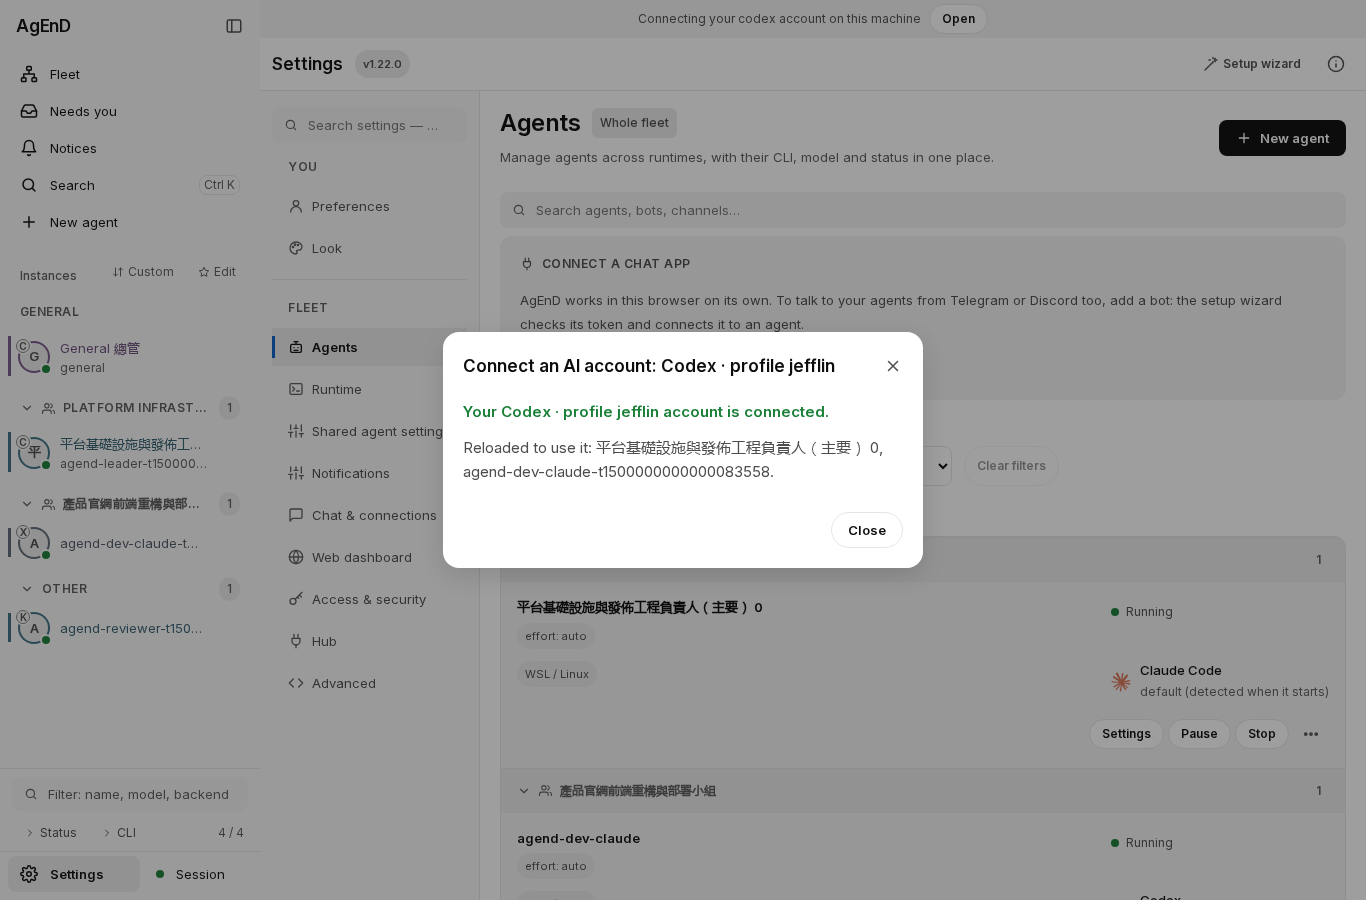 AgEnD
Fleet
Needs you
Notices
Search
Ctrl K
New agent
Instances
Custom
Edit
GENERAL
C
G
General 總管
general
PLATFORM INFRAST...
1
C
平
平台基礎設施與發佈工...
agend-leader-t150000...
產品官網前端重構與部...
1
X
A
agend-dev-claude-t...
OTHER
1
K
A
agend-reviewer-t150...
Filter: name, model, backend
Status
CLI
4 / 4
Settings
Session
Connecting your codex account on this machine
Open
Settings
v1.22.0
Setup wizard
Search settings — ...
YOU
Preferences
Look
FLEET
Agents
Runtime
Shared agent setting
Notifications
Chat & connections
Web dashboard
Access & security
Hub
Advanced
Agents
Whole fleet
Manage agents across runtimes, with their CLI, model and status in one place.
New agent
Search agents, bots, channels...
CONNECT A CHAT APP
AgEnD works in this browser on its own. To talk to your agents from Telegram or Discord too, add a bot: the setup wizard
checks its token and connects it to an agent.
Connect an AI account: Codex · profile jefflin
Your Codex · profile jefflin account is connected.
Reloaded to use it: 平台基礎設施與發佈工程負責人（主要） 0,
agend-dev-claude-t1500000000000083558.
Close
Clear filters
1
平台基礎設施與發佈工程負責人（主要） 0
effort: auto
WSL / Linux
Running
Claude Code
default (detected when it starts)
Settings
Pause
Stop
產品官網前端重構與部署小組
1
agend-dev-claude
effort: auto
Running